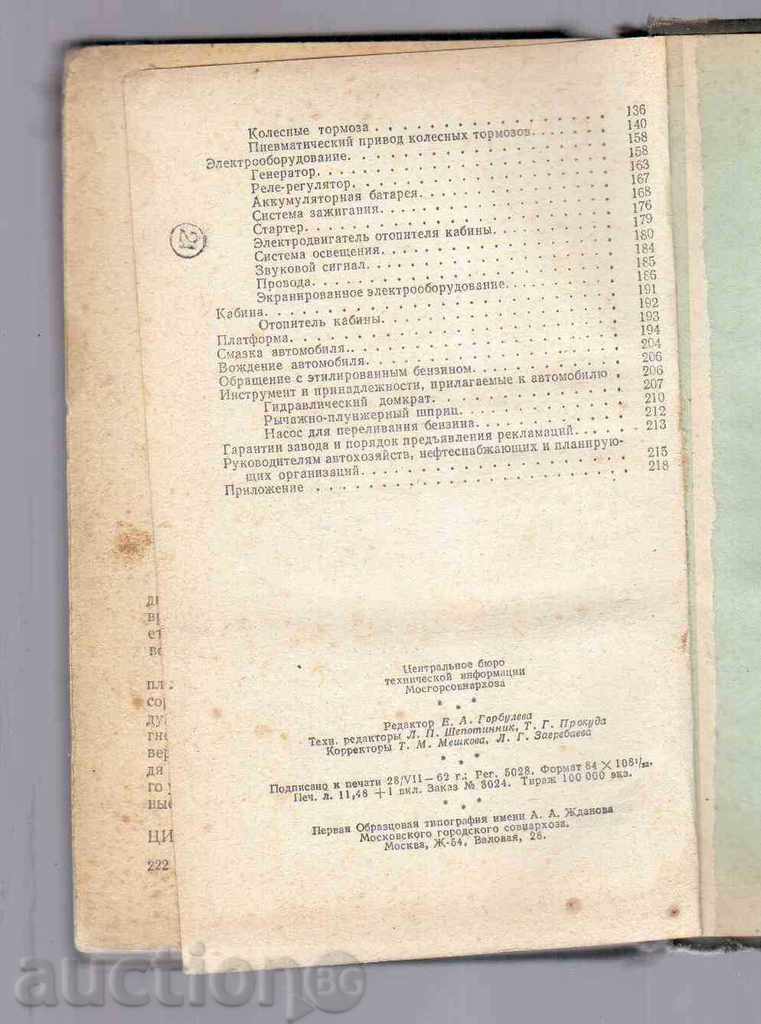 Колесные тормоза 136
Пневматический привод колесных тормозов 140
Электрооборудование 158
Генератор 158
Реле-регулятор 163
Аккумуляторная батарея 167
Система зажигания 168
Стартер 176
Электродвигатель отопителя кабины 179
Система освещения 180
Звуковой сигнал 184
Провода 185
Экранированное электрооборудование 186
Кабина 191
Отопитель кабины 192
Платформа 193
Смазка автомобиля 194
Вождение автомобиля 204
Обращение с этилированным бензином 206
Инструмент и принадлежности, прилагаемые к автомобилю 206
Гидравлический домкрат 207
Рычажно-плунжерный шприц 210
Насос для переливания бензина 212
Гарантии завода и порядок предъявления рекламаций 213
Руководителям автохозяйств, нефтеснабжающих и планирую-
щих организаций 215
Приложение 218
21
Центральное бюро
технической информации
Мосгорсовнархоза
* * *
Редактор Е. А. Горбулева
Техн. редакторы Л. П. Шепотинник, Т. Г. Прокуда
Корректоры Т. М. Мешкова, Л. Г. Загребаева
* * *
Подписано к печати 28/VII—62 г.; Рег. 5028. Формат 84 × 108¹/₃₂.
Печ. л. 11,48 + 1 вкл. Заказ № 3024. Тираж 100 000 экз.
* * *
Первая Образцовая типография имени А. А. Жданова
Московского городского совнархоза.
Москва, Ж-54, Валовая, 28.
222
auctionBG